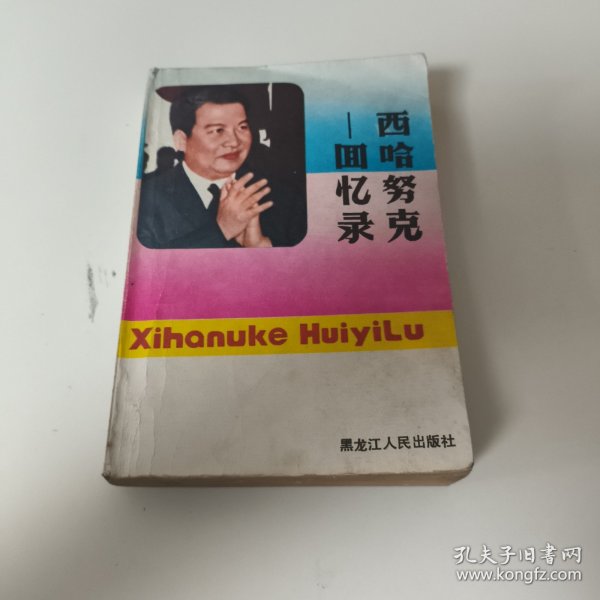 西哈努克
—回忆录
Xihanuke HuiyiLu
黑龙江人民出版社
孔夫子旧书网
www.kongfz.com